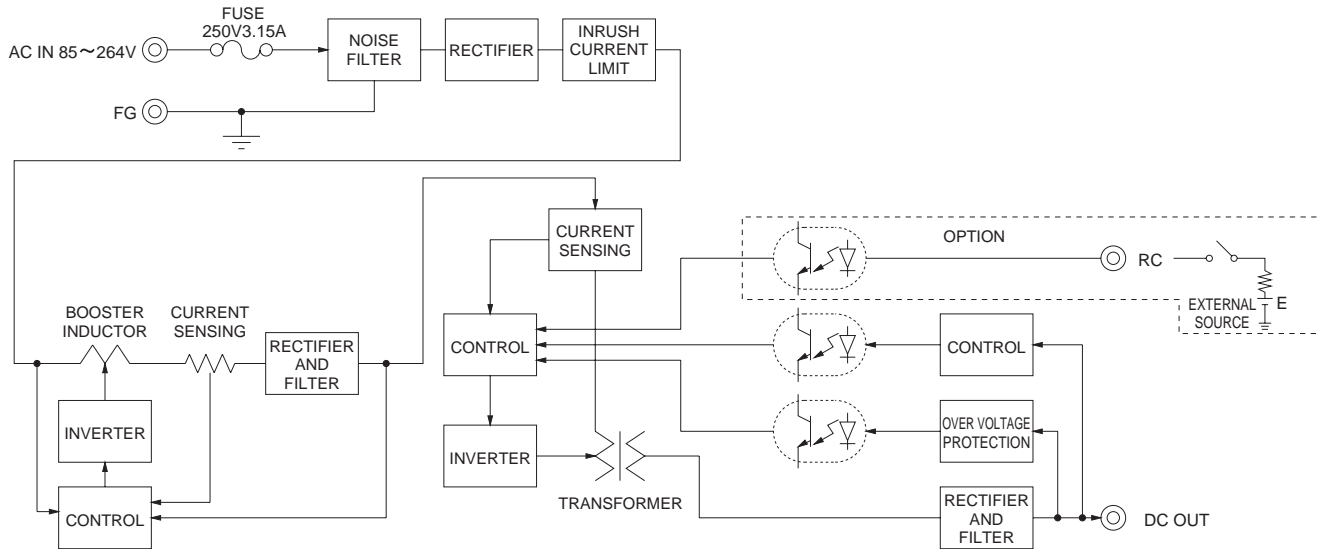 FUSE
250V3.15A
AC IN 85～264V
NOISE
FILTER
RECTIFIER
INRUSH
CURRENT
LIMIT
FG
CURRENT
SENSING
OPTION
RC
EXTERNAL
SOURCE
E
BOOSTER
INDUCTOR
CURRENT
SENSING
RECTIFIER
AND
FILTER
CONTROL
CONTROL
INVERTER
INVERTER
OVER VOLTAGE
PROTECTION
TRANSFORMER
CONTROL
RECTIFIER
AND
FILTER
DC OUT